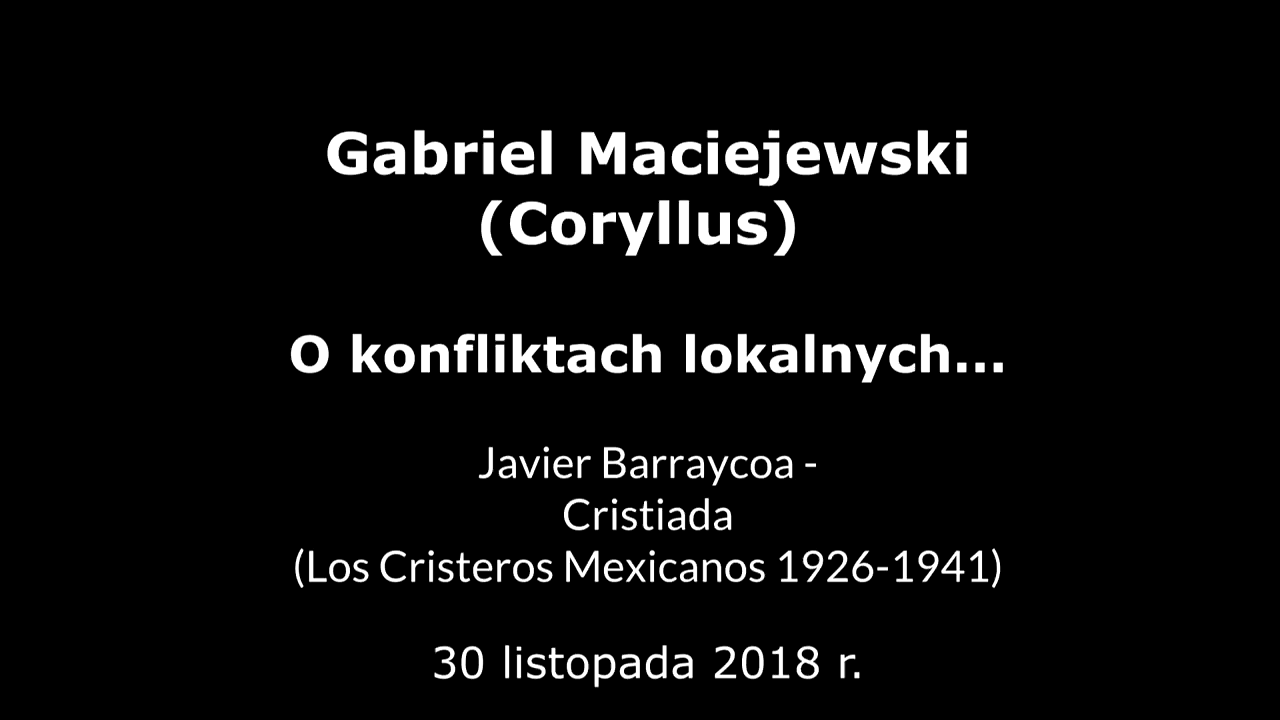 Gabriel Maciejewski
(Coryllus)
O konfliktach lokalnych...
Javier Barraycoa -
Cristiada
(Los Cristeros Mexicanos 1926-1941)
30 listopada 2018 r.